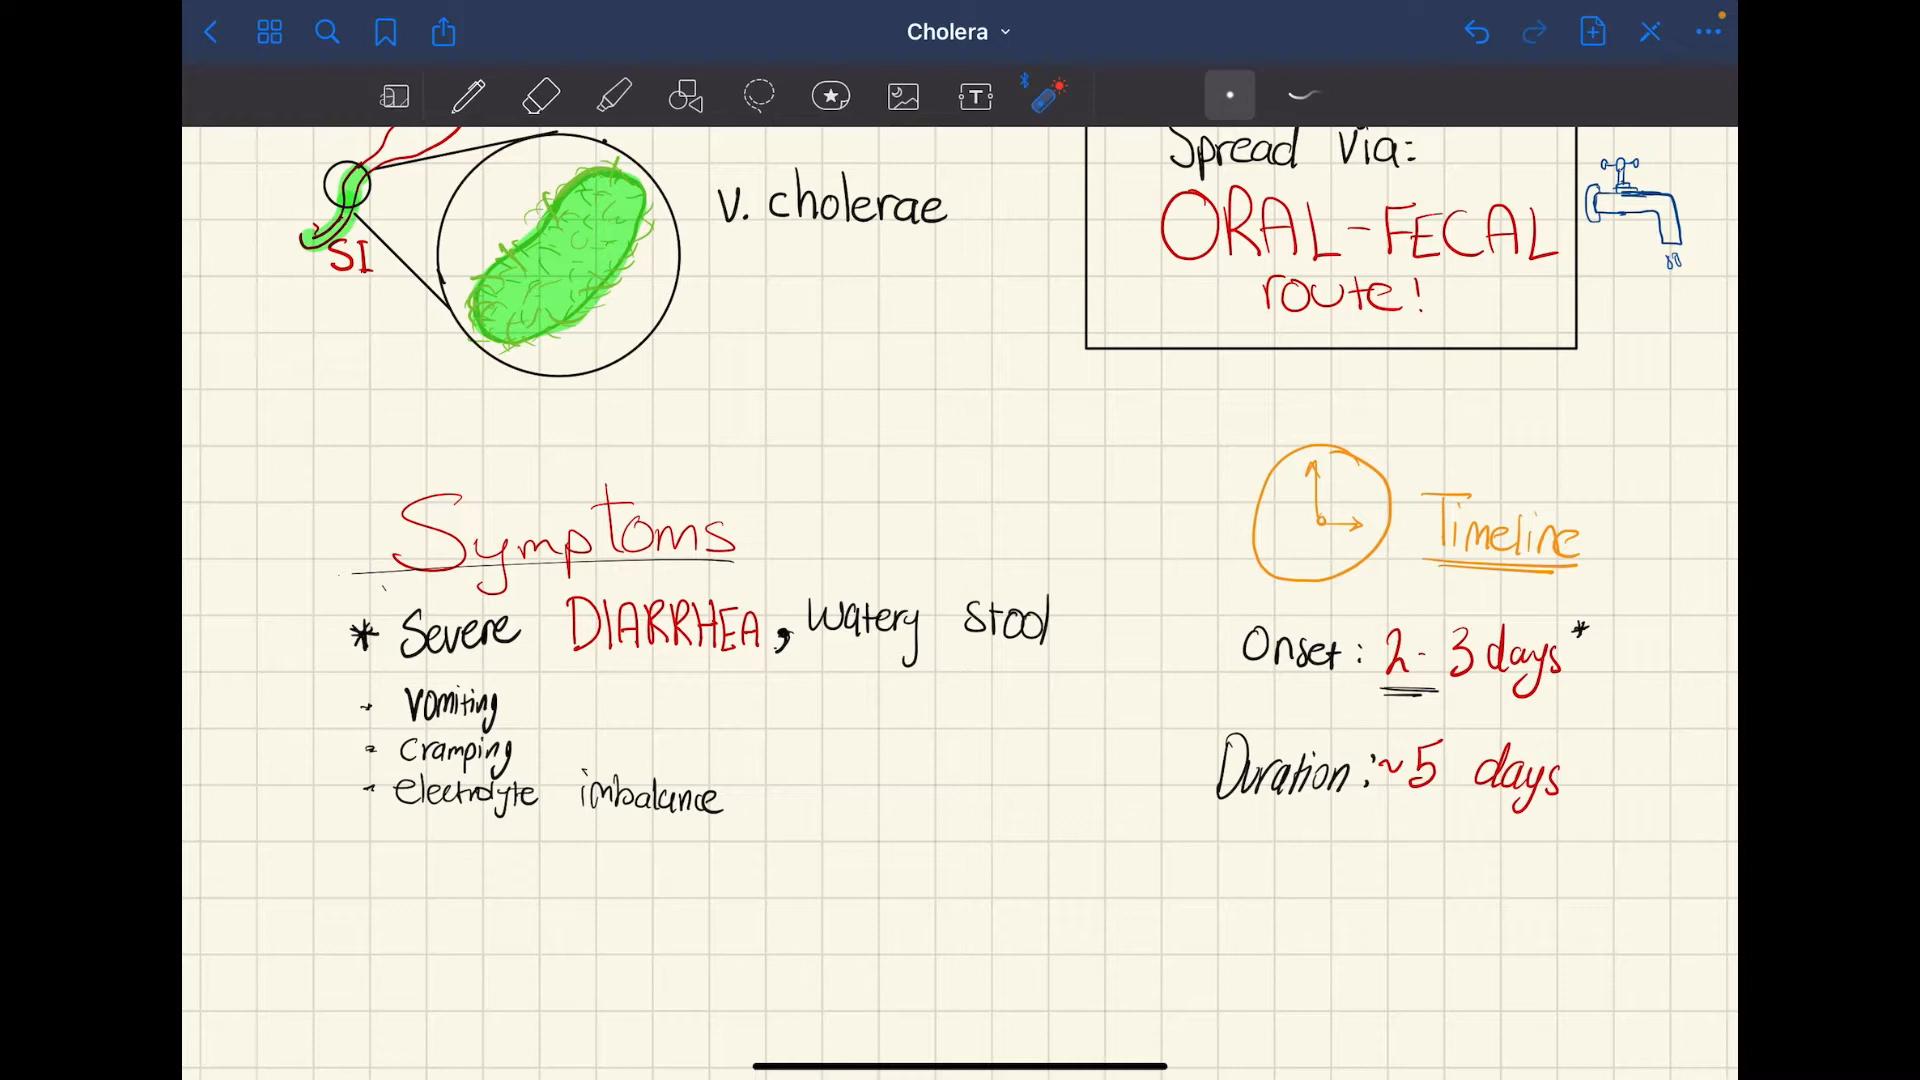 Cholera
T
Spread Via:
ORAL-FECAL
route!
V. cholerae
SI
Symptoms
* Severe DIARRHEA, Watery Stool
- Vomiting
- Cramping
- electrolyte imbalance
Timeline
Onset: 2-3 days*
Duration: ~5 days